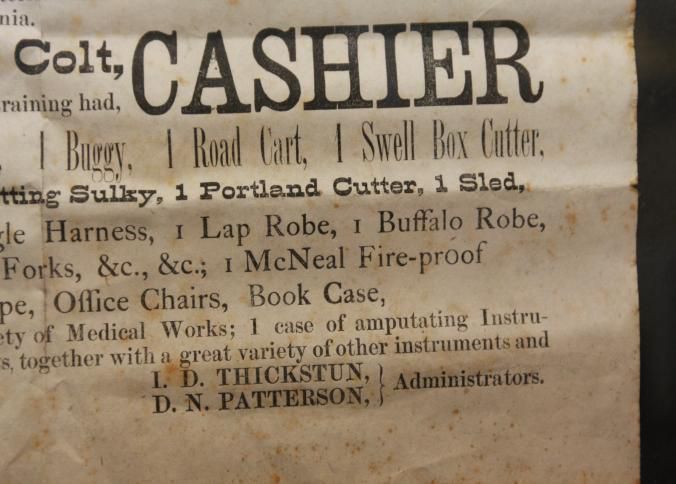 nia.
Colt, CASHIER
raining had,
, 1 Buggy, 1 Road Cart, 1 Swell Box Cutter,
tting Sulky, 1 Portland Cutter, 1 Sled,
gle Harness, 1 Lap Robe, 1 Buffalo Robe,
Forks, &c., &c.; 1 McNeal Fire-proof
pe, Office Chairs, Book Case,
ety of Medical Works; 1 case of amputating Instru-
s, together with a great variety of other instruments and
I. D. THICKSTUN, } Administrators.
D. N. PATTERSON,